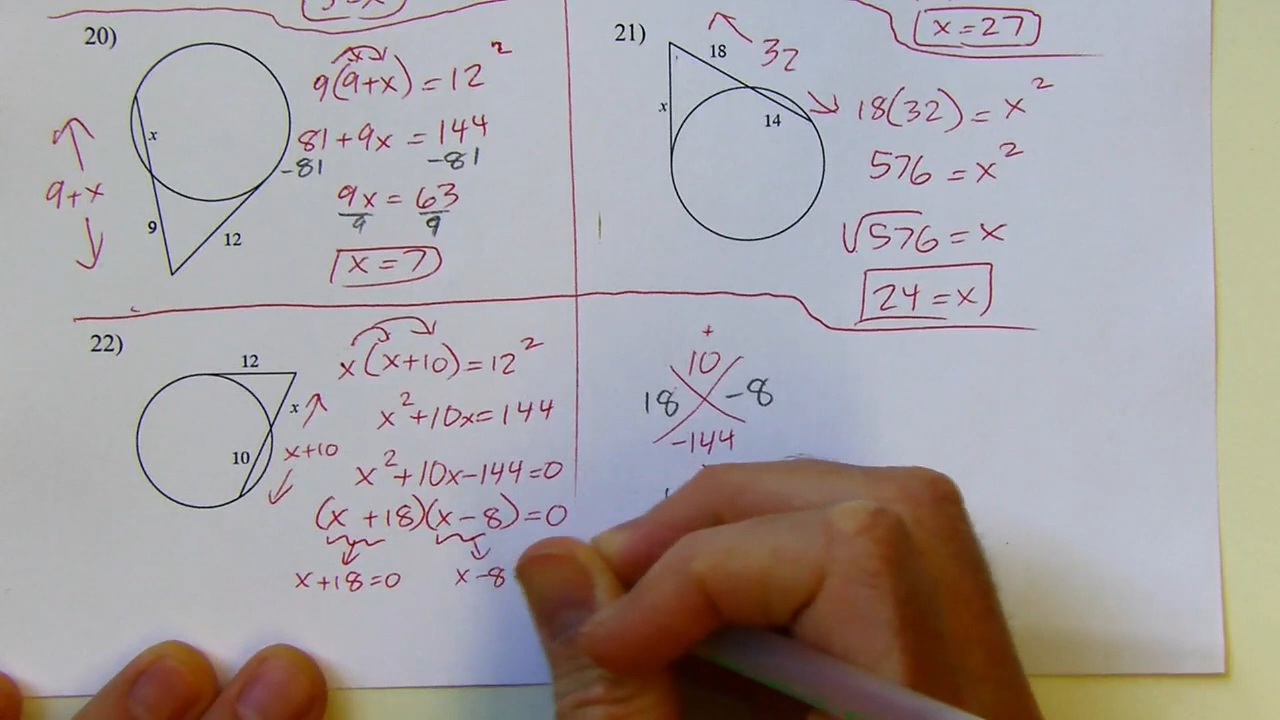 20)
x
9
12
9+x
9(9+x) = 12²
81+9x = 144
-81 -81
9x = 63
9 9
x=7
x=27
21)
18
32
x
14
18(32) = x²
576 = x²
√576 = x
24 = x
22)
12
x
10
x+10
x(x+10)=12²
x²+10x=144
x²+10x-144=0
(x +18)(x-8)=0
x+18=0 x-8
+
10
18 -8
-144